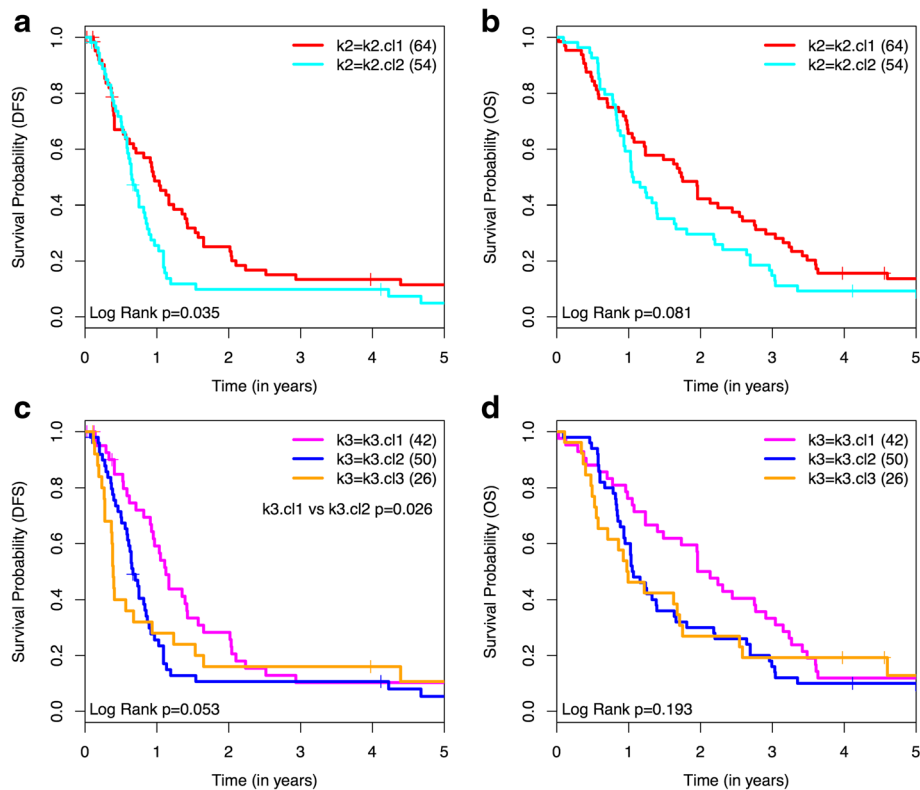 a
Survival Probability (DFS)
1.0
0.8
0.6
0.4
0.2
0.0
k2=k2.cl1 (64)
k2=k2.cl2 (54)
Log Rank p=0.035
0 1 2 3 4 5
Time (in years)
b
Survival Probability (OS)
1.0
0.8
0.6
0.4
0.2
0.0
k2=k2.cl1 (64)
k2=k2.cl2 (54)
Log Rank p=0.081
0 1 2 3 4 5
Time (in years)
c
Survival Probability (DFS)
1.0
0.8
0.6
0.4
0.2
0.0
k3=k3.cl1 (42)
k3=k3.cl2 (50)
k3=k3.cl3 (26)
k3.cl1 vs k3.cl2 p=0.026
Log Rank p=0.053
0 1 2 3 4 5
Time (in years)
d
Survival Probability (OS)
1.0
0.8
0.6
0.4
0.2
0.0
k3=k3.cl1 (42)
k3=k3.cl2 (50)
k3=k3.cl3 (26)
Log Rank p=0.193
0 1 2 3 4 5
Time (in years)